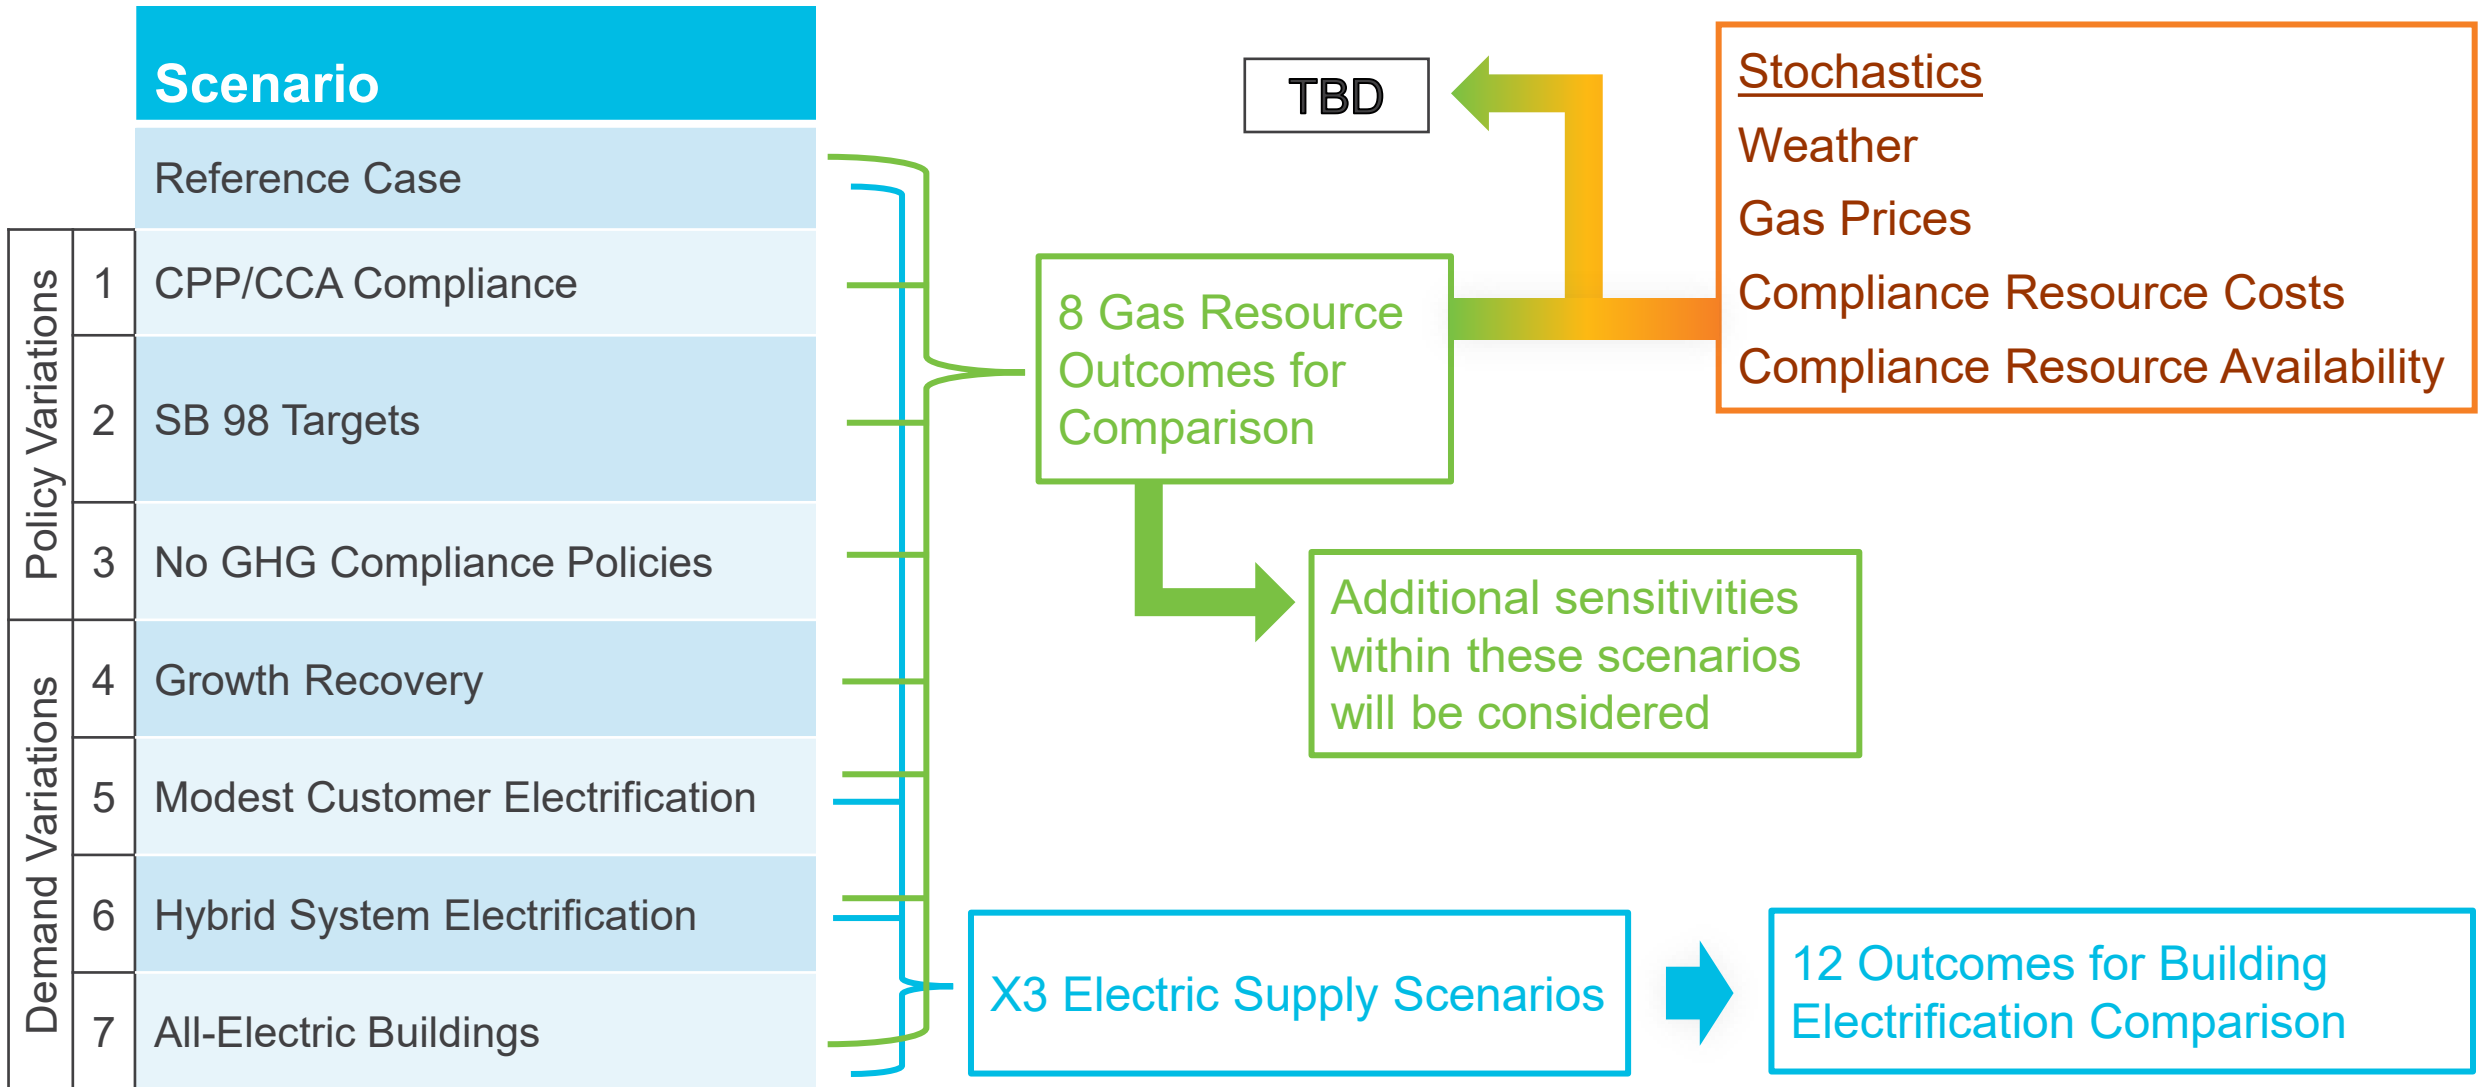 Scenario
Reference Case
Policy Variations
1
CPP/CCA Compliance
2
SB 98 Targets
3
No GHG Compliance Policies
Demand Variations
4
Growth Recovery
5
Modest Customer Electrification
6
Hybrid System Electrification
7
All-Electric Buildings
TBD
8 Gas Resource
Outcomes for
Comparison
Stochastics
Weather
Gas Prices
Compliance Resource Costs
Compliance Resource Availability
Additional sensitivities
within these scenarios
will be considered
X3 Electric Supply Scenarios
12 Outcomes for Building
Electrification Comparison